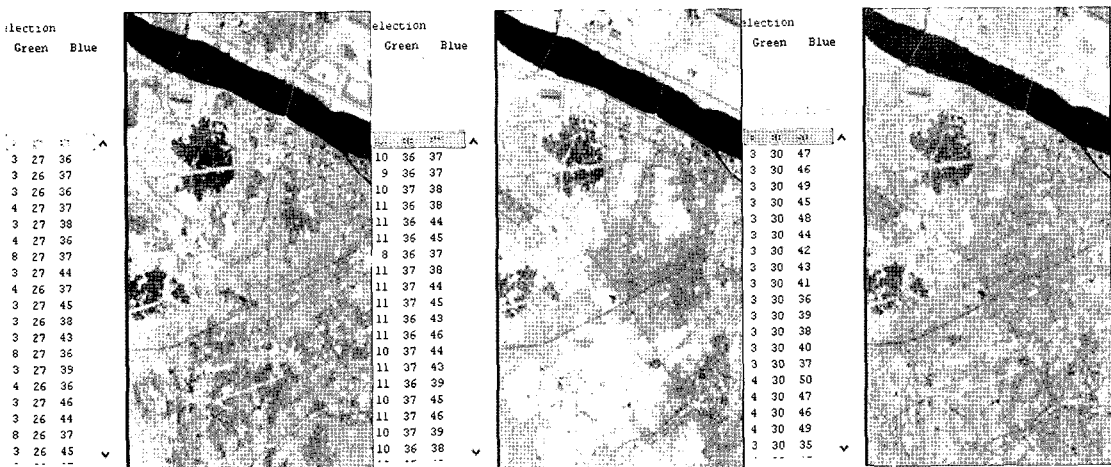 election
Green Blue
3 27 36
3 26 37
3 26 36
4 27 37
3 27 38
4 27 36
8 27 37
3 27 44
4 26 37
3 27 45
3 26 38
3 27 43
8 27 36
3 27 39
4 26 36
3 27 46
3 26 44
8 26 37
3 26 45
election
Green Blue
10 36 37
9 36 37
10 37 38
11 36 38
11 36 44
11 36 45
8 36 37
11 37 38
11 37 44
11 37 45
11 36 43
11 36 46
10 37 44
11 37 43
11 36 39
10 37 45
11 37 46
10 37 39
10 36 38
election
Green Blue
3 30 47
3 30 46
3 30 49
3 30 45
3 30 48
3 30 44
3 30 42
3 30 43
3 30 41
3 30 36
3 30 39
3 30 38
3 30 40
3 30 37
4 30 50
4 30 47
4 30 46
4 30 49
3 30 35